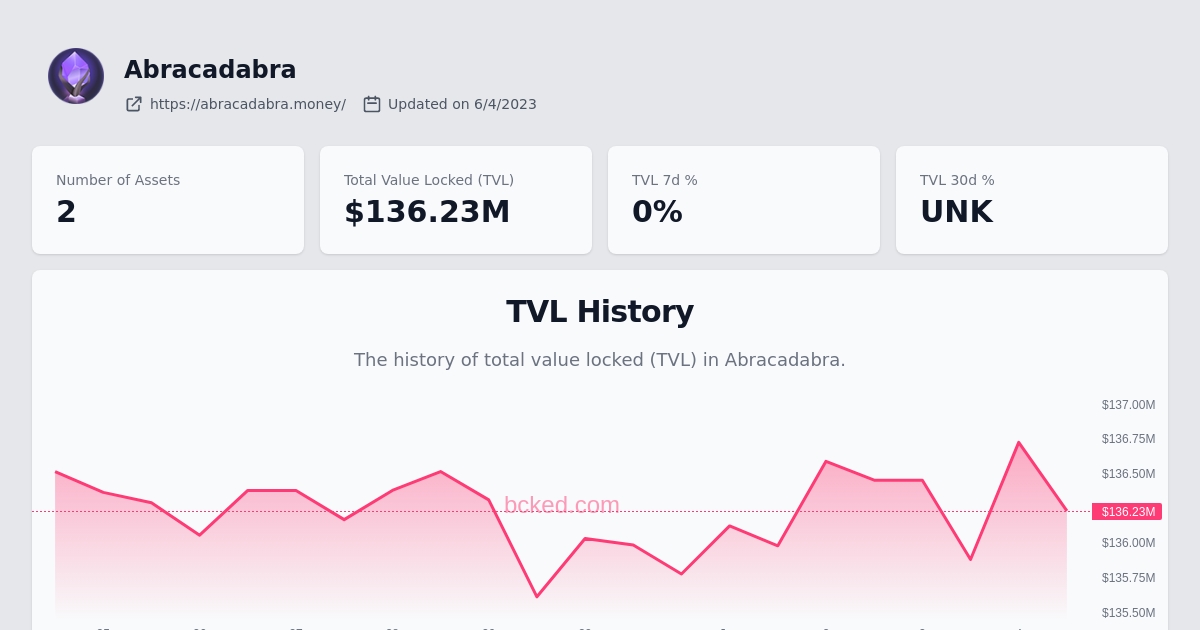 Abracadabra
https://abracadabra.money/ Updated on 6/4/2023
Number of Assets
2
Total Value Locked (TVL)
$136.23M
TVL 7d %
0%
TVL 30d %
UNK
TVL History
The history of total value locked (TVL) in Abracadabra.
$137.00M
$136.75M
$136.50M
bcked.com
$136.23M
$136.00M
$135.75M
$135.50M